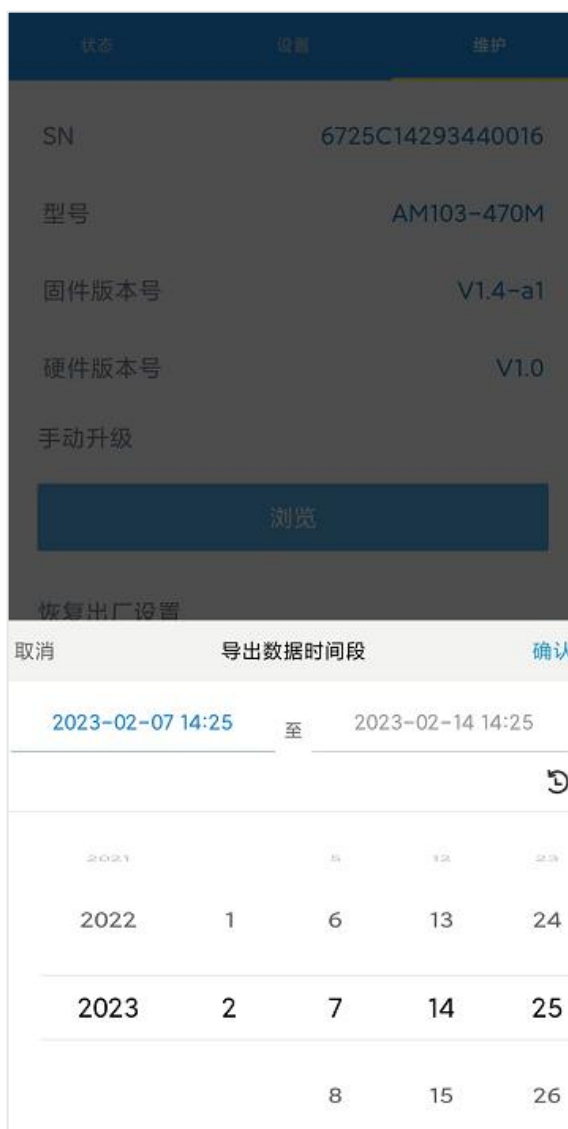 状态 设置 维护
SN 6725C14293440016
型号 AM103-470M
固件版本号 V1.4-a1
硬件版本号 V1.0
手动升级
浏览
恢复出厂设置
取消 导出数据时间段 确认
2023-02-07 14:25 至 2023-02-14 14:25
2021 5 12 23
2022 1 6 13 24
2023 2 7 14 25
8 15 26